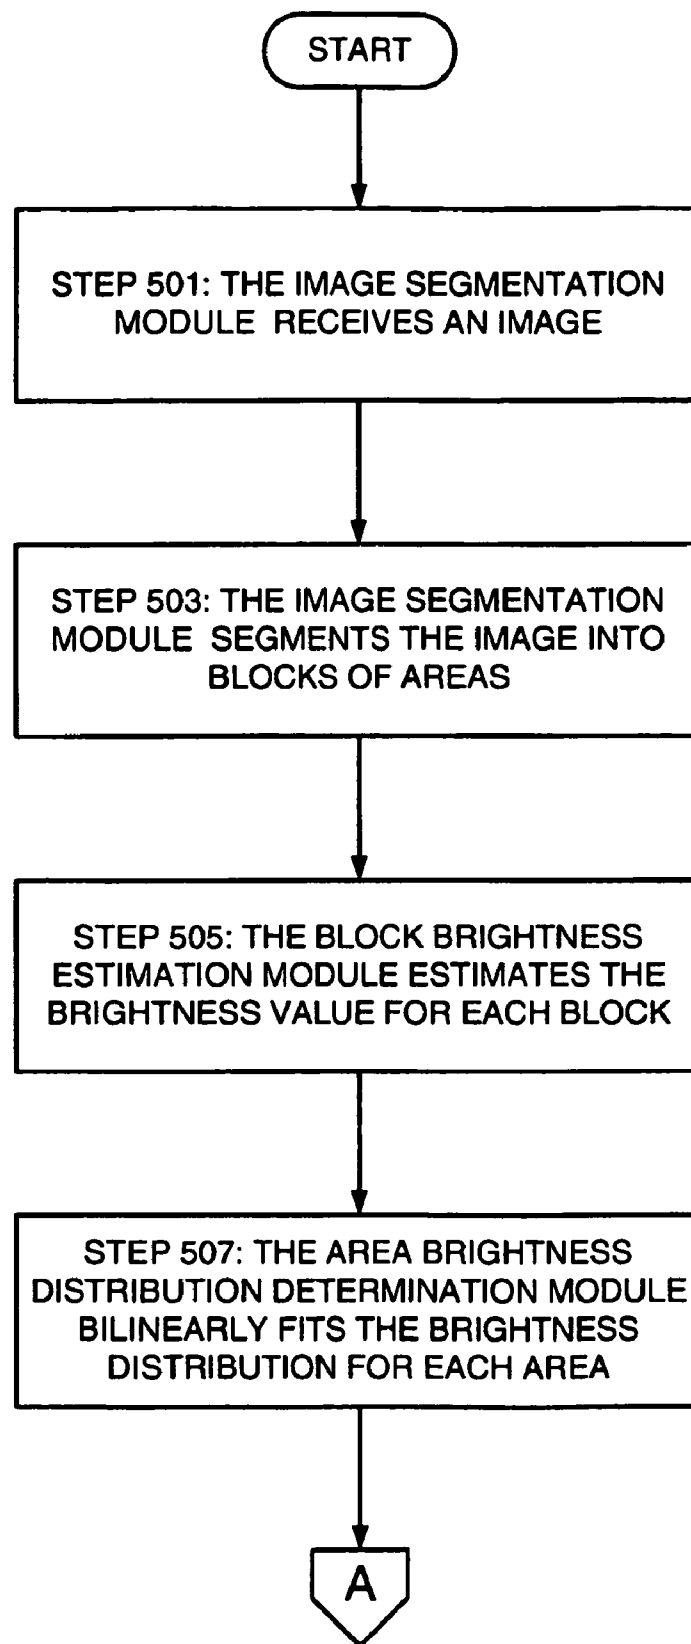 START
STEP 501: THE IMAGE SEGMENTATION
MODULE RECEIVES AN IMAGE
STEP 503: THE IMAGE SEGMENTATION
MODULE SEGMENTS THE IMAGE INTO
BLOCKS OF AREAS
STEP 505: THE BLOCK BRIGHTNESS
ESTIMATION MODULE ESTIMATES THE
BRIGHTNESS VALUE FOR EACH BLOCK
STEP 507: THE AREA BRIGHTNESS
DISTRIBUTION DETERMINATION MODULE
BILINEARLY FITS THE BRIGHTNESS
DISTRIBUTION FOR EACH AREA
A